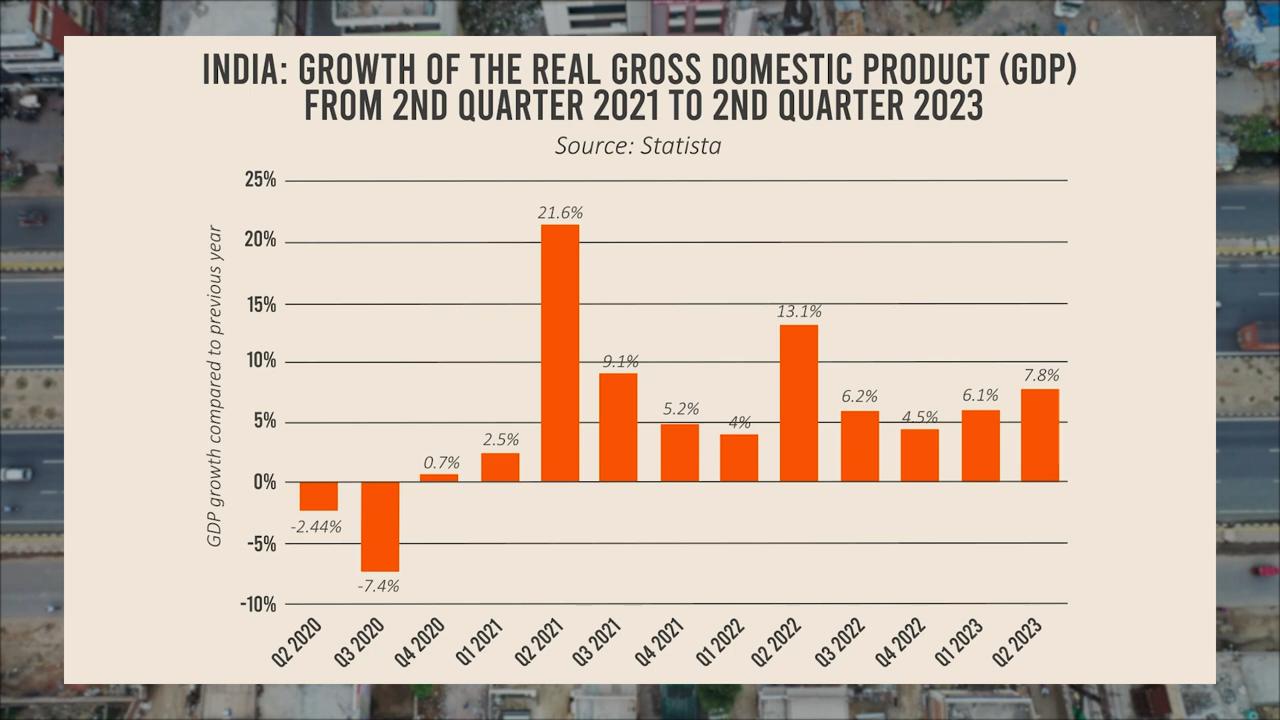 INDIA: GROWTH OF THE REAL GROSS DOMESTIC PRODUCT (GDP)
FROM 2ND QUARTER 2021 TO 2ND QUARTER 2023
Source: Statista
GDP growth compared to previous year
25%
20%
15%
10%
5%
0%
-5%
-10%
-2.44%
-7.4%
0.7%
2.5%
21.6%
9.1%
5.2%
4%
13.1%
6.2%
4.5%
6.1%
7.8%
Q2 2020
Q3 2020
Q4 2020
Q1 2021
Q2 2021
Q3 2021
Q4 2021
Q1 2022
Q2 2022
Q3 2022
Q4 2022
Q1 2023
Q2 2023